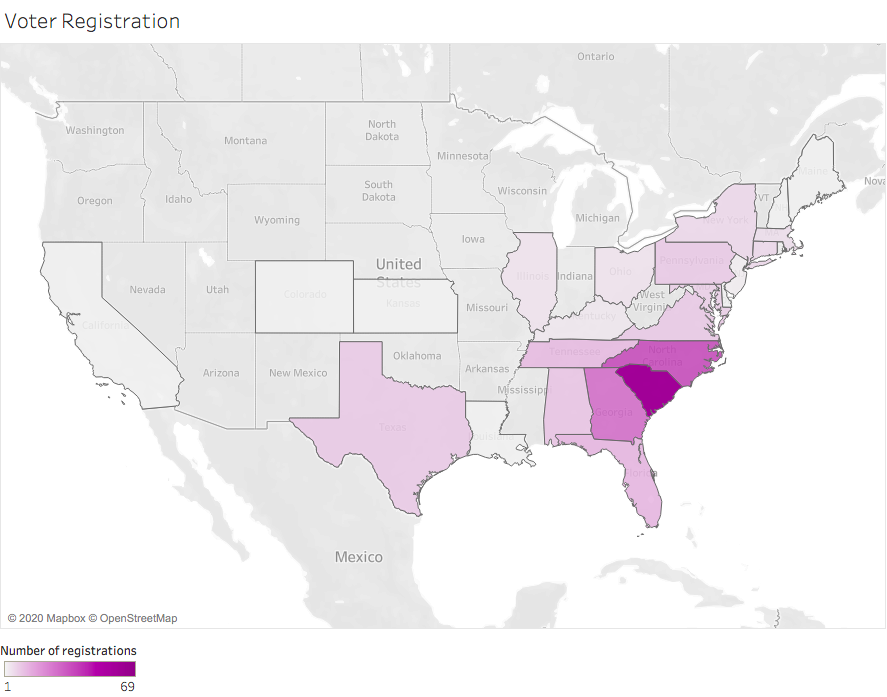 Voter Registration
Ontario
Washington
Montana
North
Dakota
Minnesota
Maine
Nova
Oregon
Idaho
South
Dakota
Wisconsin
Michigan
VT
New York
Wyoming
Iowa
Pennsylvania
Nevada
Utah
Colorado
United
States
Kansas
Illinois
Indiana
Ohio
West
Virginia
Missouri
Kentucky
California
Arizona
New Mexico
Oklahoma
Arkansas
Tennessee
North
Carolina
Mississippi
Georgia
Texas
Louisiana
Florida
Mexico
© 2020 Mapbox © OpenStreetMap
Number of registrations
1
69